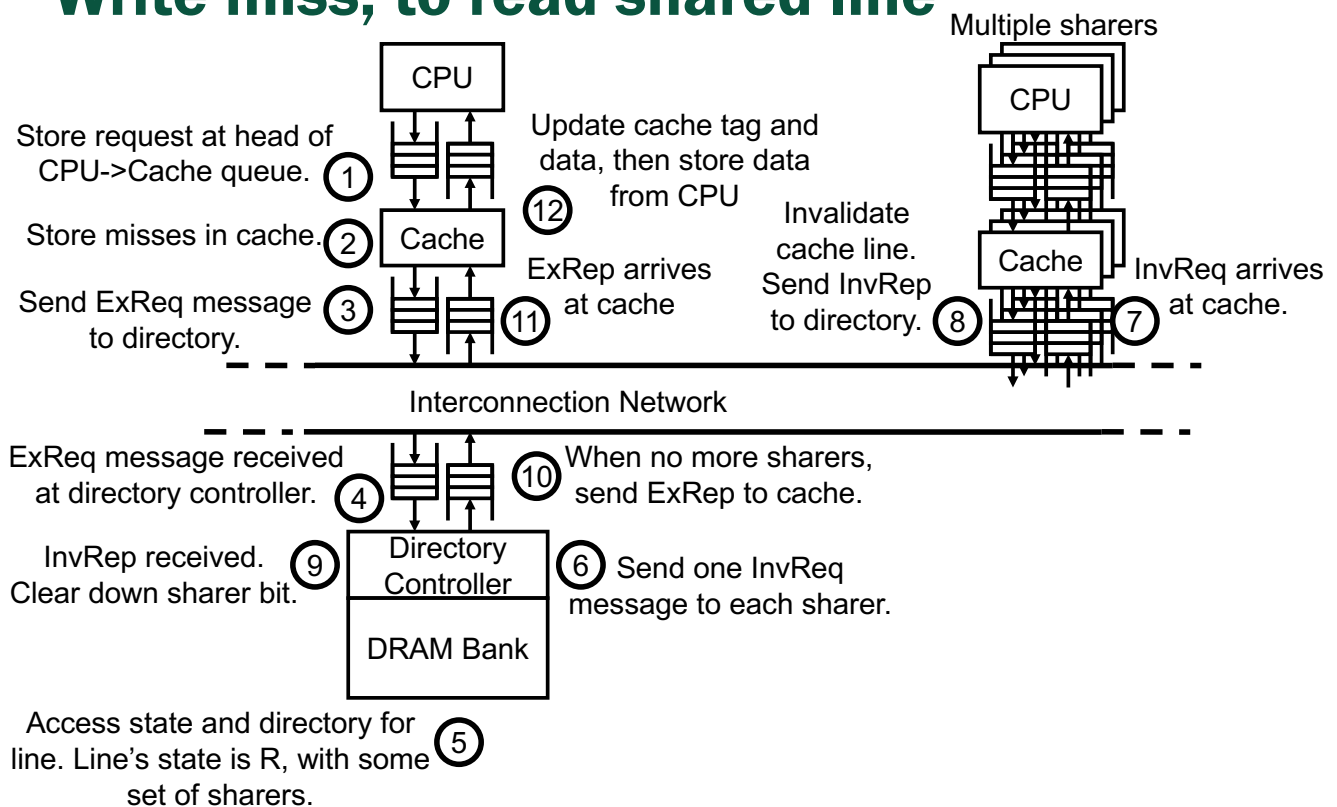 Write miss, to read shared line
Multiple sharers
CPU
CPU
Store request at head of
CPU->Cache queue.
1
Update cache tag and
data, then store data
from CPU
12
Store misses in cache.
2
Cache
Invalidate
cache line.
Send InvRep
to directory.
8
Cache
InvReq arrives
at cache.
7
Send ExReq message
to directory.
3
ExRep arrives
at cache
11
Interconnection Network
ExReq message received
at directory controller.
4
10
When no more sharers,
send ExRep to cache.
InvRep received.
Clear down sharer bit.
9
Directory
Controller
6
Send one InvReq
message to each sharer.
DRAM Bank
Access state and directory for
line. Line's state is R, with some
set of sharers.
5